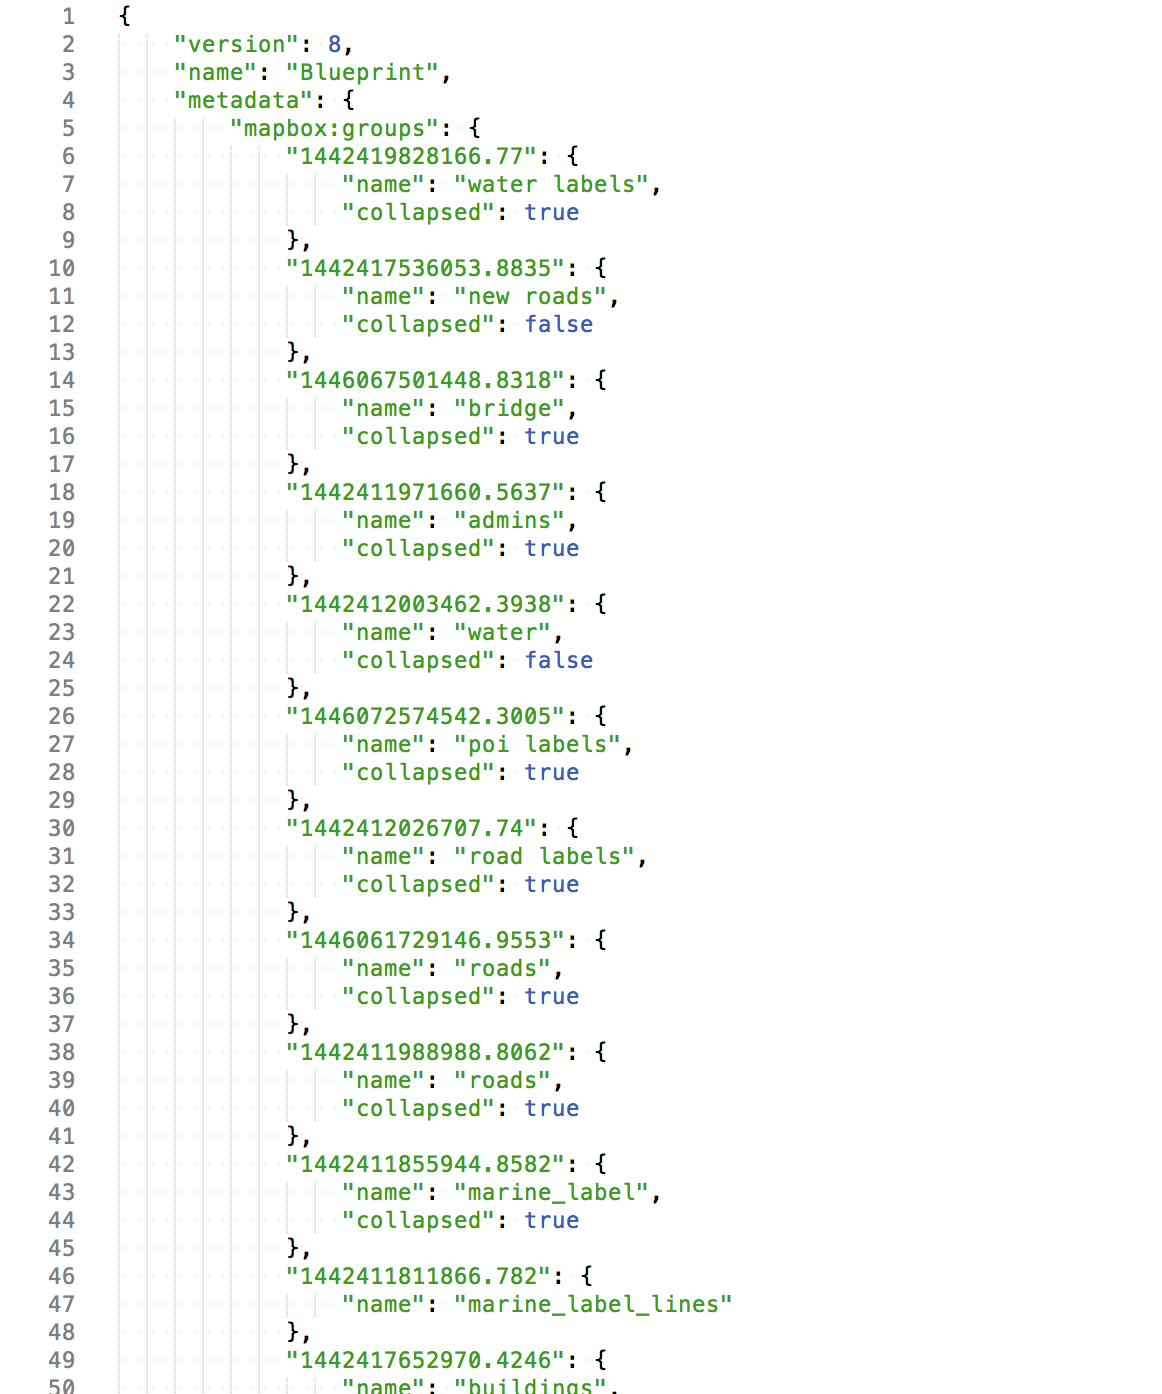 1 {
2 "version": 8,
3 "name": "Blueprint",
4 "metadata": {
5 "mapbox:groups": {
6 "1442419828166.77": {
7 "name": "water labels",
8 "collapsed": true
9 },
10 "1442417536053.8835": {
11 "name": "new roads",
12 "collapsed": false
13 },
14 "1446067501448.8318": {
15 "name": "bridge",
16 "collapsed": true
17 },
18 "1442411971660.5637": {
19 "name": "admins",
20 "collapsed": true
21 },
22 "1442412003462.3938": {
23 "name": "water",
24 "collapsed": false
25 },
26 "1446072574542.3005": {
27 "name": "poi labels",
28 "collapsed": true
29 },
30 "1442412026707.74": {
31 "name": "road labels",
32 "collapsed": true
33 },
34 "1446061729146.9553": {
35 "name": "roads",
36 "collapsed": true
37 },
38 "1442411988988.8062": {
39 "name": "roads",
40 "collapsed": true
41 },
42 "1442411855944.8582": {
43 "name": "marine_label",
44 "collapsed": true
45 },
46 "1442411811866.782": {
47 "name": "marine_label_lines"
48 },
49 "1442417652970.4246": {
50 "name": "buildings",